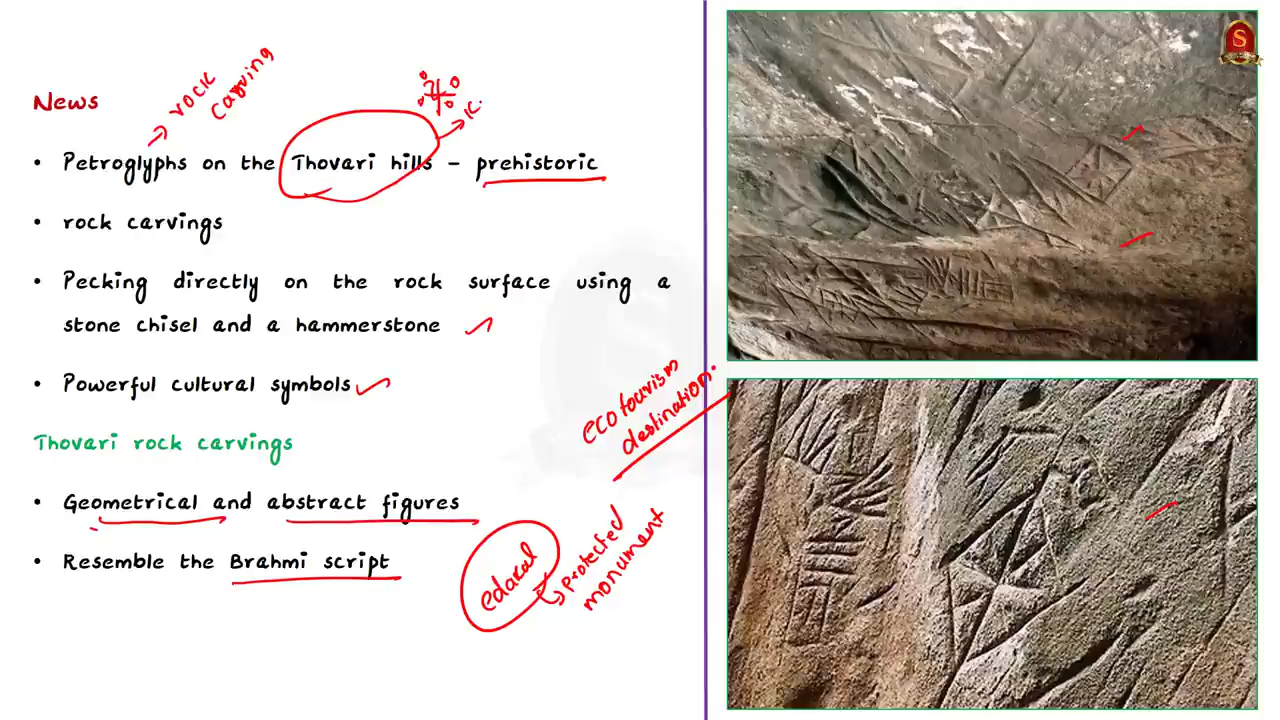 News
→ rock
carving
• Petroglyphs on the Thovari hills – prehistoric
→ K.
• rock carvings
• Pecking directly on the rock surface using a
stone chisel and a hammerstone
• Powerful cultural symbols
eco tourism
destination.
Thovari rock carvings
• Geometrical and abstract figures
• Resemble the Brahmi script
edakal
→ Protected
monument
S